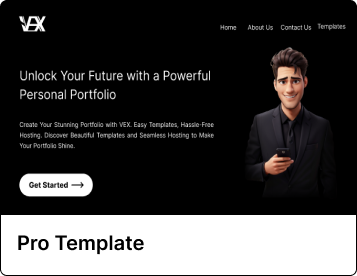 VEX
Home About Us Contact Us Templates
Unlock Your Future with a Powerful
Personal Portfolio
Create Your Stunning Portfolio with VEX. Easy Templates, Hassle-Free
Hosting. Discover Beautiful Templates and Seamless Hosting to Make
Your Portfolio Shine.
Get Started
Pro Template